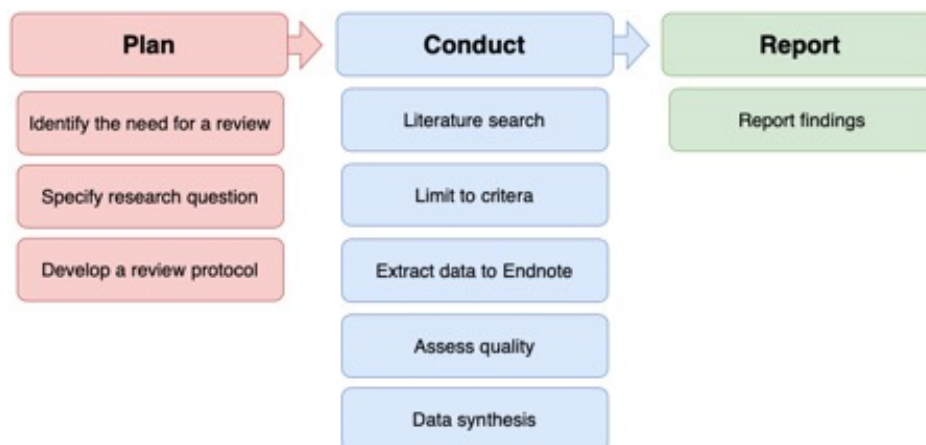 Plan
Identify the need for a review
Specify research question
Develop a review protocol
Conduct
Literature search
Limit to critera
Extract data to Endnote
Assess quality
Data synthesis
Report
Report findings